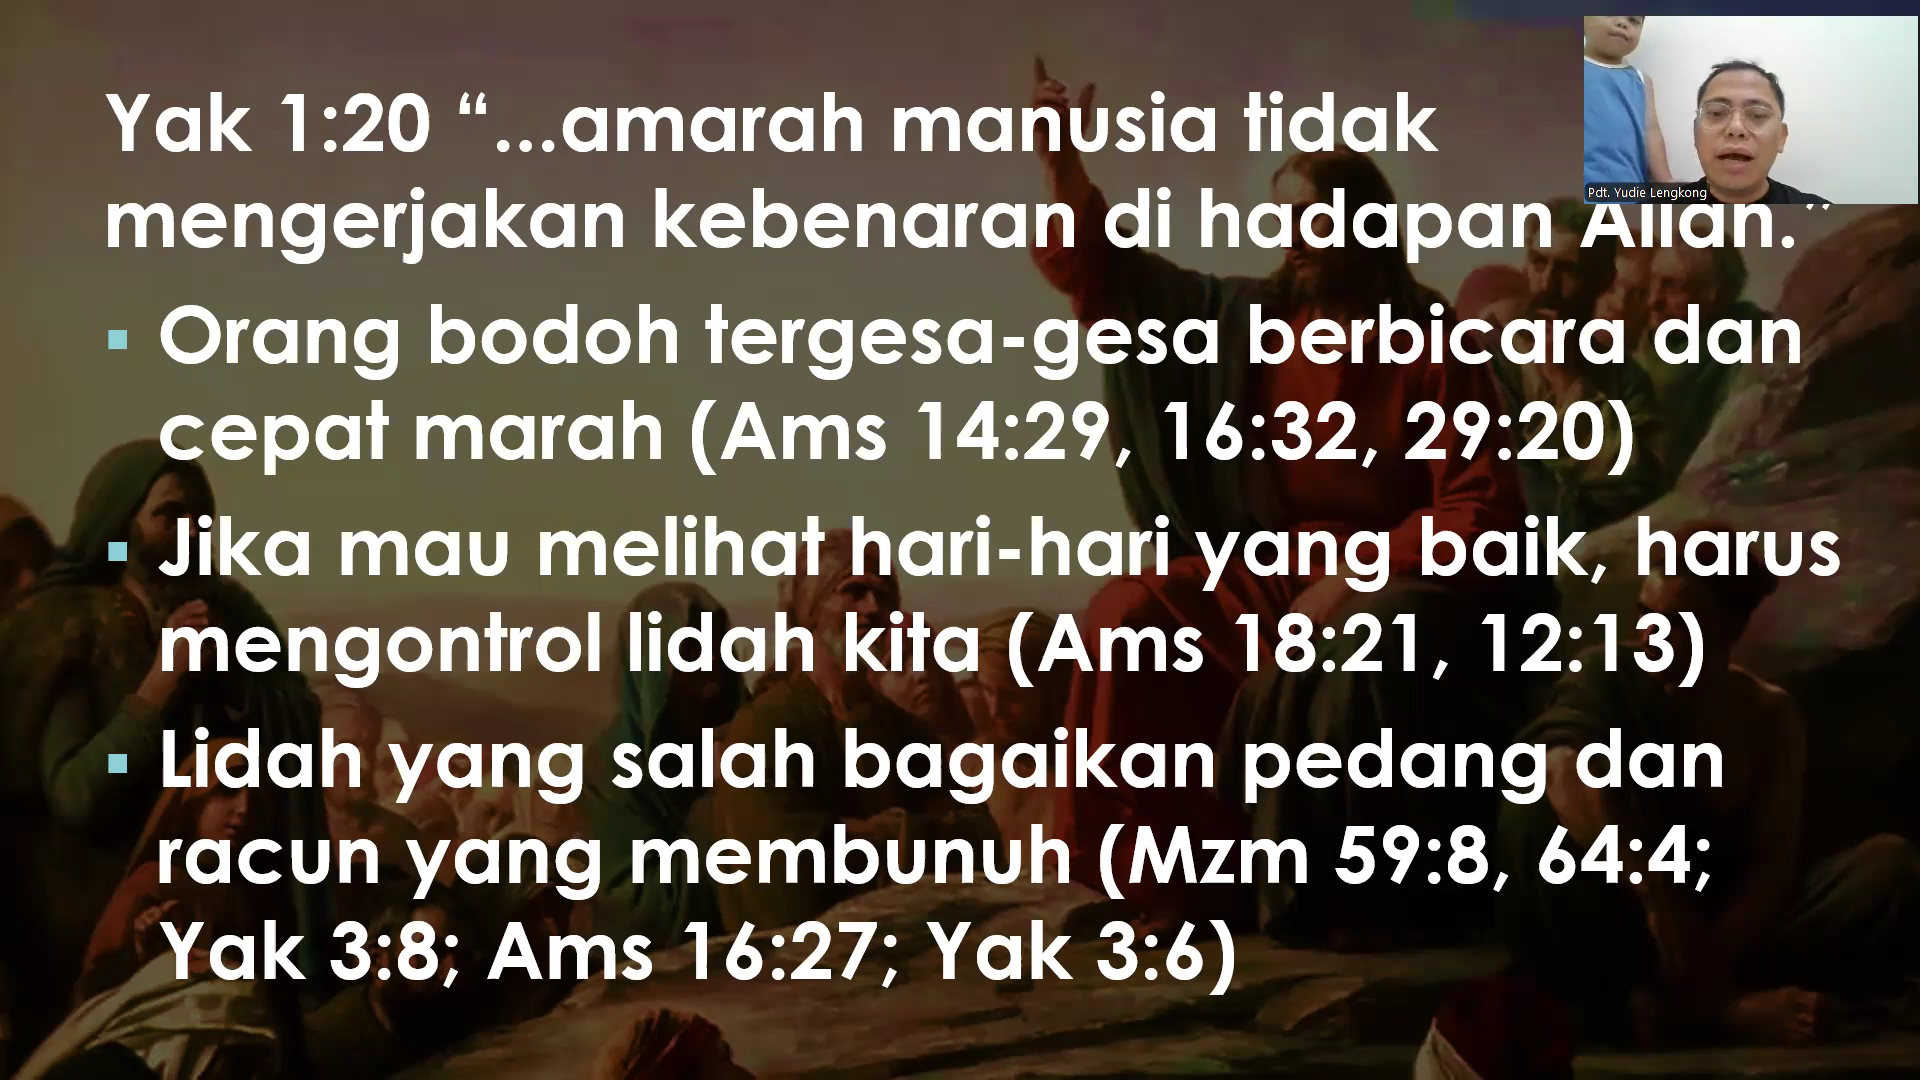 Yak 1:20 “...amarah manusia tidak
mengerjakan kebenaran di hadapan Allah.”
▪ Orang bodoh tergesa-gesa berbicara dan
cepat marah (Ams 14:29, 16:32, 29:20)
▪ Jika mau melihat hari-hari yang baik, harus
mengontrol lidah kita (Ams 18:21, 12:13)
▪ Lidah yang salah bagaikan pedang dan
racun yang membunuh (Mzm 59:8, 64:4;
Yak 3:8; Ams 16:27; Yak 3:6)
Pdt. Yudie Lengkong